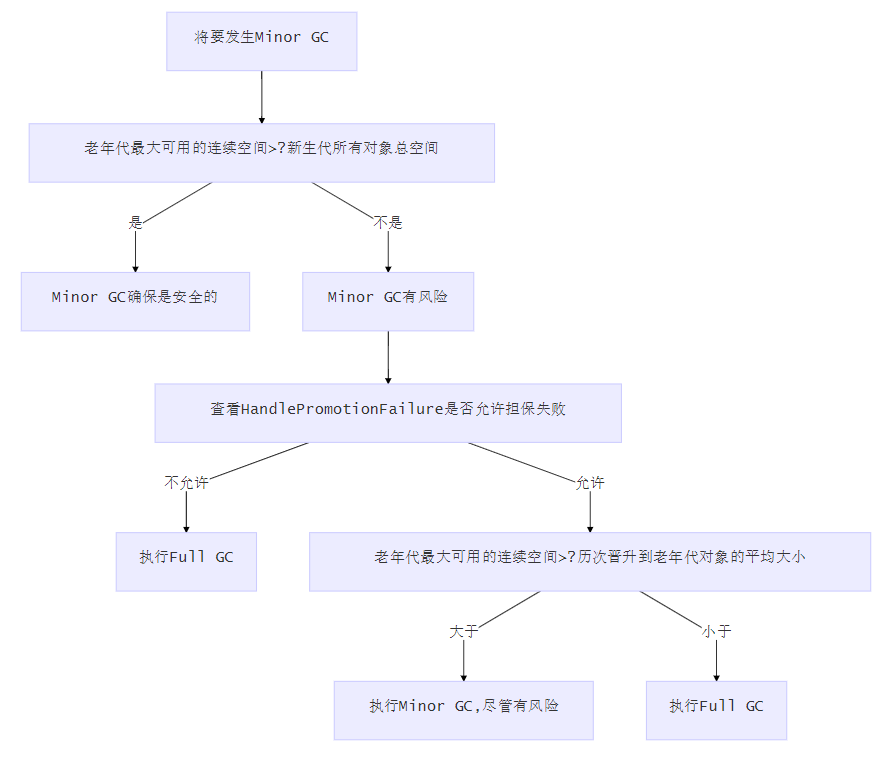 将要发生Minor GC
老年代最大可用的连续空间>?新生代所有对象总空间
是
不是
Minor GC确保是安全的
Minor GC有风险
查看HandlePromotionFailure是否允许担保失败
不允许
允许
执行Full GC
老年代最大可用的连续空间>?历次晋升到老年代对象的平均大小
大于
小于
执行Minor GC,尽管有风险
执行Full GC